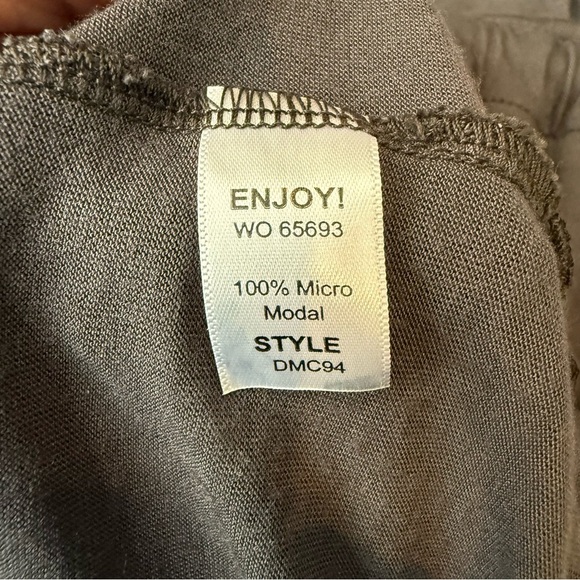 ENJOY!
WO 65693
100% Micro
Modal
STYLE
DMC94